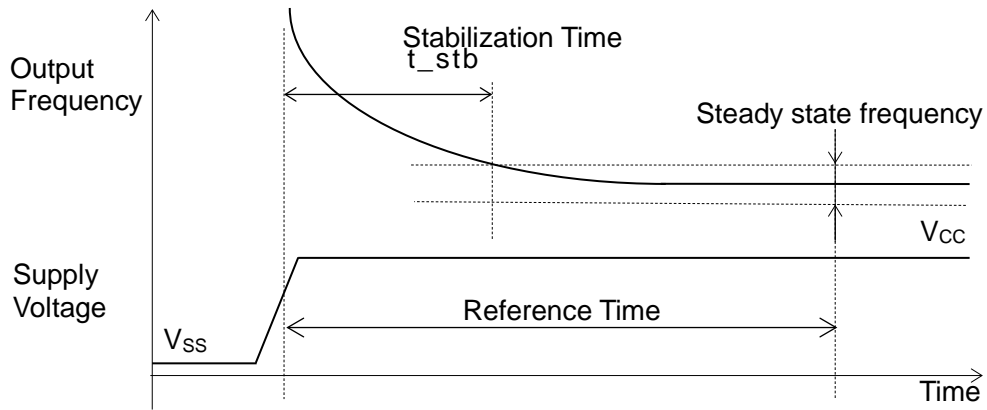 Stabilization Time
t_stb
Output
Frequency
Steady state frequency
VCC
Supply
Voltage
Reference Time
VSS
Time